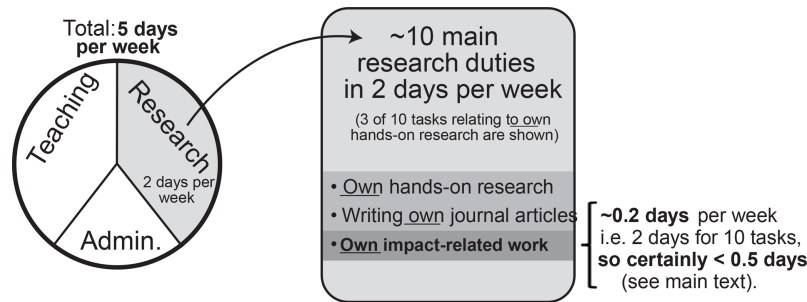 Total: 5 days
per week
Teaching
Research
2 days per
week
Admin.
~10 main
research duties
in 2 days per week
(3 of 10 tasks relating to own
hands-on research are shown)
• Own hands-on research
• Writing own journal articles
• Own impact-related work
~0.2 days per week
i.e. 2 days for 10 tasks,
so certainly < 0.5 days
(see main text).